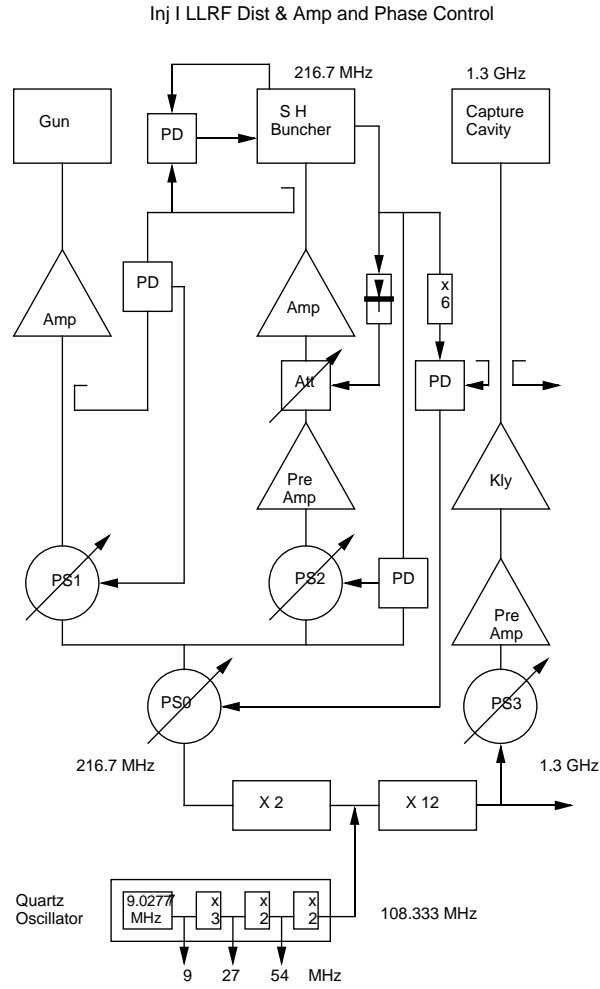 Inj I LLRF Dist & Amp and Phase Control
216.7 MHz
1.3 GHz
Gun
PD
S H
Buncher
Capture
Cavity
PD
Amp
Amp
x
6
Att
PD
Pre
Amp
Kly
PS1
PS2
PD
Pre
Amp
PS0
PS3
216.7 MHz
1.3 GHz
X 2
X 12
Quartz
Oscillator
9.02777
MHz
x
3
x
2
x
2
108.333 MHz
9
27
54
MHz